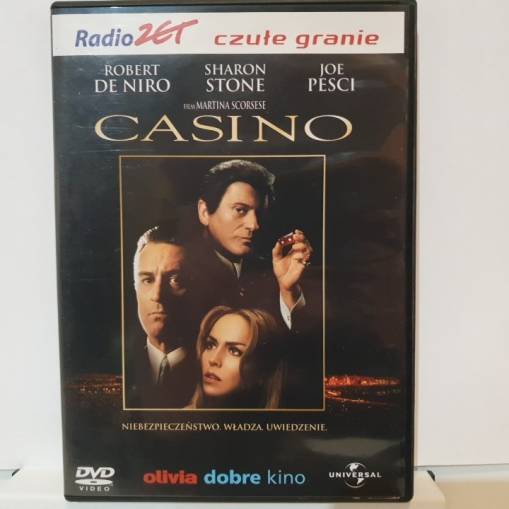 Radio ZET czułe granie
ROBERT DE NIRO
SHARON STONE
JOE PESCI
FILM MARTINA SCORSESE
CASINO
NIEBEZPIECZEŃSTWO. WŁADZA. UWIEDZENIE.
DVD VIDEO
olivia dobre kino
UNIVERSAL